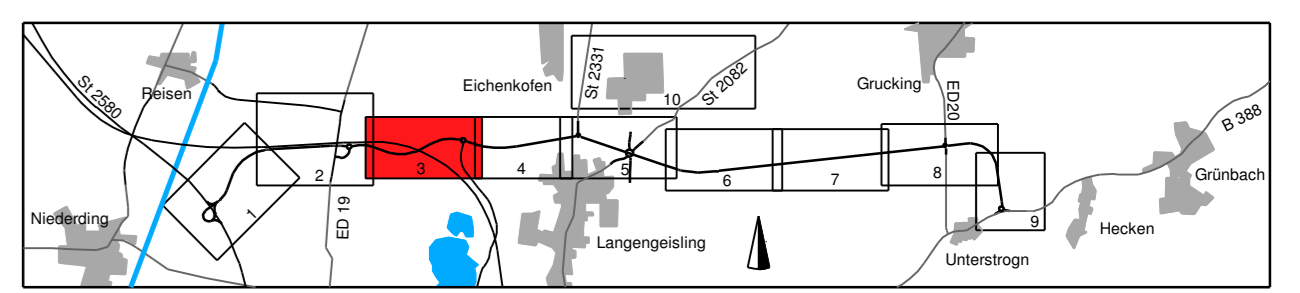 St 2580
Reisen
Niederding
1
2
ED 19
3
Eichenkofen
4
St 2331
10
St 2082
5
Langengeisling
6
7
Grucking
ED20
8
9
Unterstrogn
Hecken
Grünbach
B 388